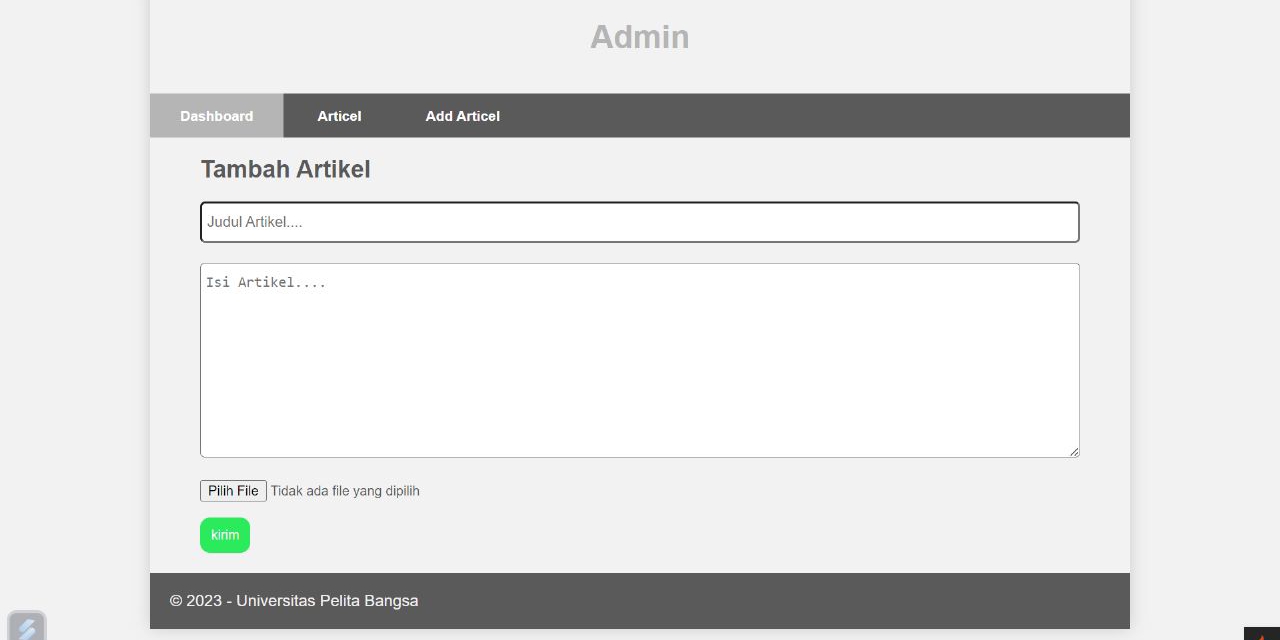 Admin
Dashboard Articel Add Articel
Tambah Artikel
Judul Artikel....
Isi Artikel....
Pilih File Tidak ada file yang dipilih
kirim
© 2023 - Universitas Pelita Bangsa